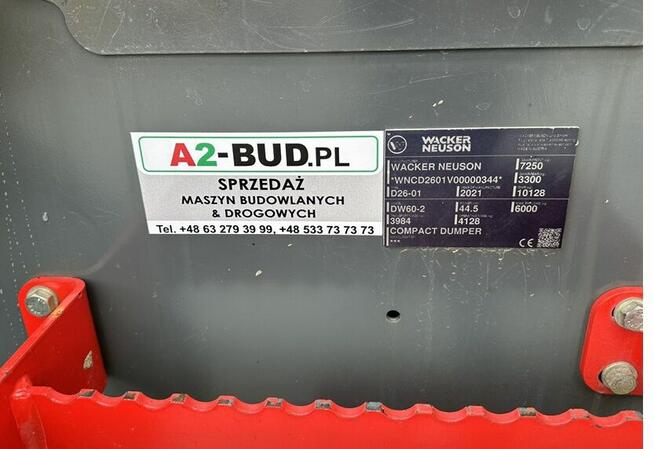 A2-BUD.PL
SPRZEDAŻ
MASZYN BUDOWLANYCH
& DROGOWYCH
Tel. +48 63 279 39 99, +48 533 73 73 73
WACKER
NEUSON
WACKER NEUSON
*WNCD2601V00000344*
D26-01 2021
DW60-2 44.5
3984 4128
COMPACT DUMPER
***
7250
3300
10128
6000
CE